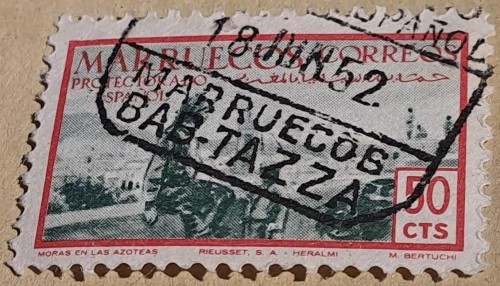 ESPAÑOL
18 JUN 52
MARRUECOS CORREOS
PROTECTORADO
ESPAÑOL
MARRUECOS
BAB-TAZZA
50
CTS
MORAS EN LAS AZOTEAS RIEUSSET, S. A. - HERALMI M. BERTUCHI